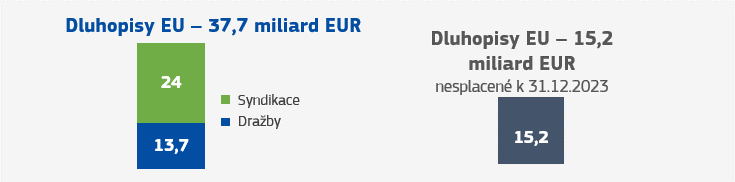 Dluhopisy EU – 37,7 miliard EUR
24
13,7
Syndikace
Dražby
Dluhopisy EU – 15,2
miliard EUR
nesplacené k 31.12.2023
15,2